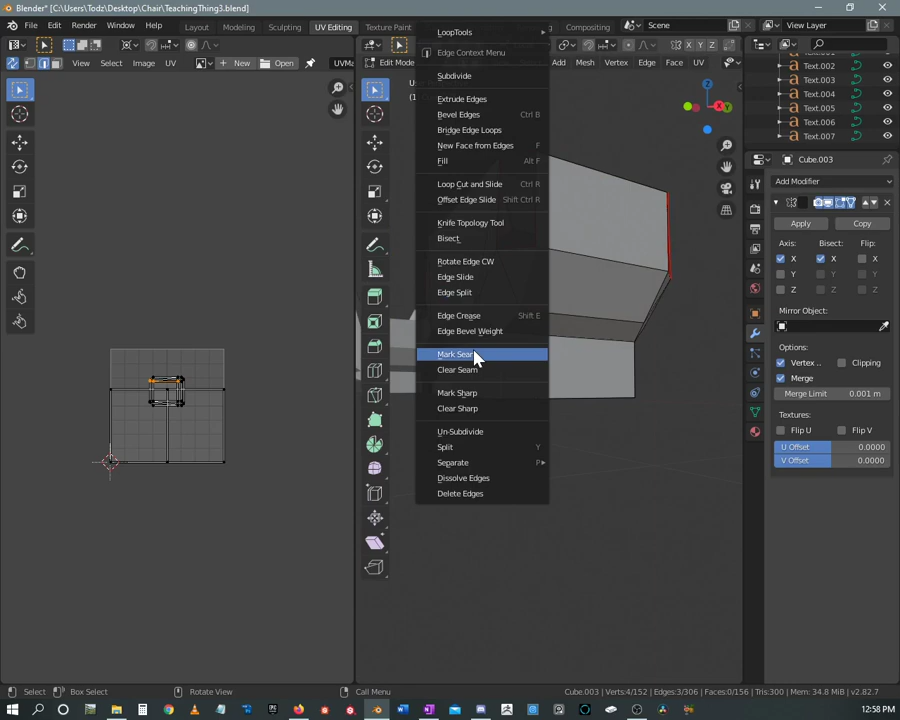 Blender* [C:\Users\Todz\Desktop\Chair\TeachingThing3.blend]
File Edit Render Window Help Layout Modeling Sculpting UV Editing Texture Paint Compositing Scene View Layer
View Select Image UV New Open UVMa
Edit Mode Add Mesh Vertex Edge Face UV
LoopTools
Edge Context Menu
Subdivide
Extrude Edges
Bevel Edges Ctrl B
Bridge Edge Loops
New Face from Edges F
Fill Alt F
Loop Cut and Slide Ctrl R
Offset Edge Slide Shift Ctrl R
Knife Topology Tool
Bisect
Rotate Edge CW
Edge Slide
Edge Split
Edge Crease Shift E
Edge Bevel Weight
Mark Seam
Clear Seam
Mark Sharp
Clear Sharp
Un-Subdivide
Split Y
Separate P
Dissolve Edges
Delete Edges
Z
X
Y
X Y Z
Text.002
Text.003
Text.004
Text.005
Text.006
Text.007
Cube.003
Add Modifier
Apply Copy
Axis: Bisect: Flip:
X X X
Y Y Y
Z Z Z
Mirror Object:
Object
Options:
Vertex .. Clipping
Merge
Merge Limit 0.001 m
Textures:
Flip U Flip V
U Offset 0.0000
V Offset 0.0000
Select Box Select Rotate View Call Menu Cube.003 | Verts:4/152 | Edges:3/306 | Faces:0/156 | Tris:300 | Mem: 34.8 MiB | v2.82.7
12:58 PM